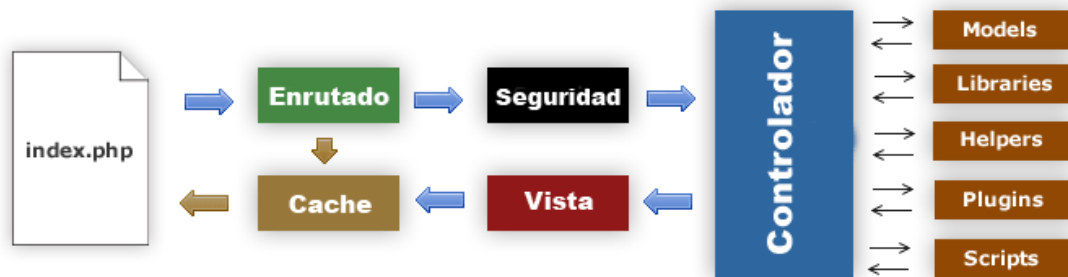 index.php
Enrutado
Seguridad
Cache
Vista
Controlador
Models
Libraries
Helpers
Plugins
Scripts